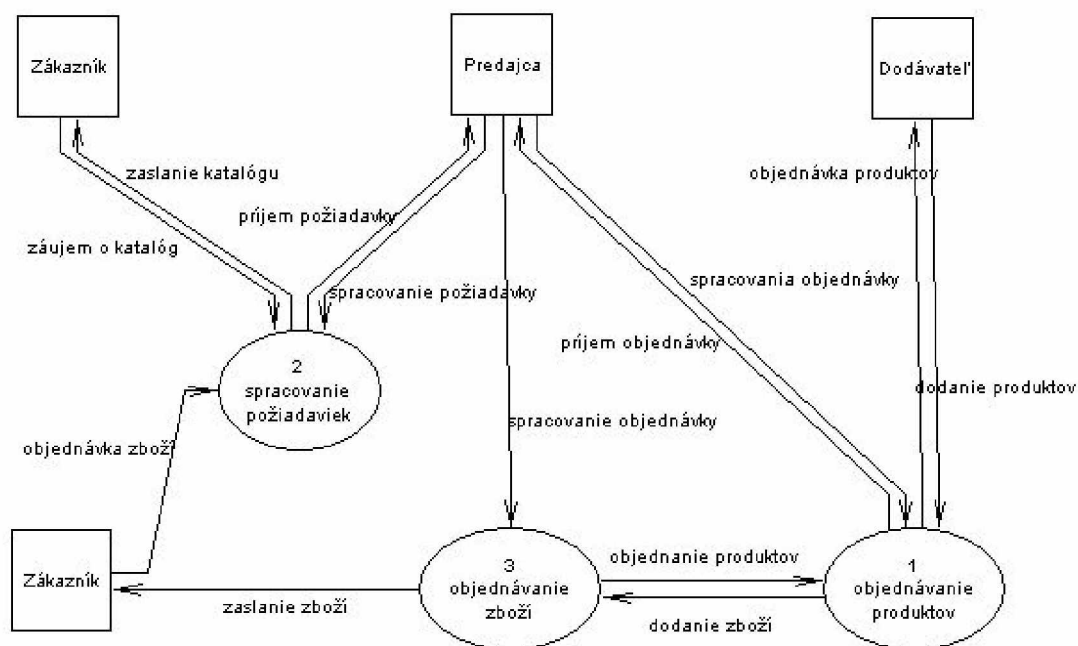 Zákazník
Predajca
Dodávateľ
zaslanie katalógu
objednávka produktov
príjem požiadavky
záujem o katalóg
spracovanie požiadavky
spracovania objednávky
príjem objednávky
2
spracovanie
požiadaviek
dodanie produktov
spracovanie objednávky
objednávka zboží
Zákazník
3
objednávanie
zboží
objednanie produktov
1
objednávanie
produktov
zaslanie zboží
dodanie zboží